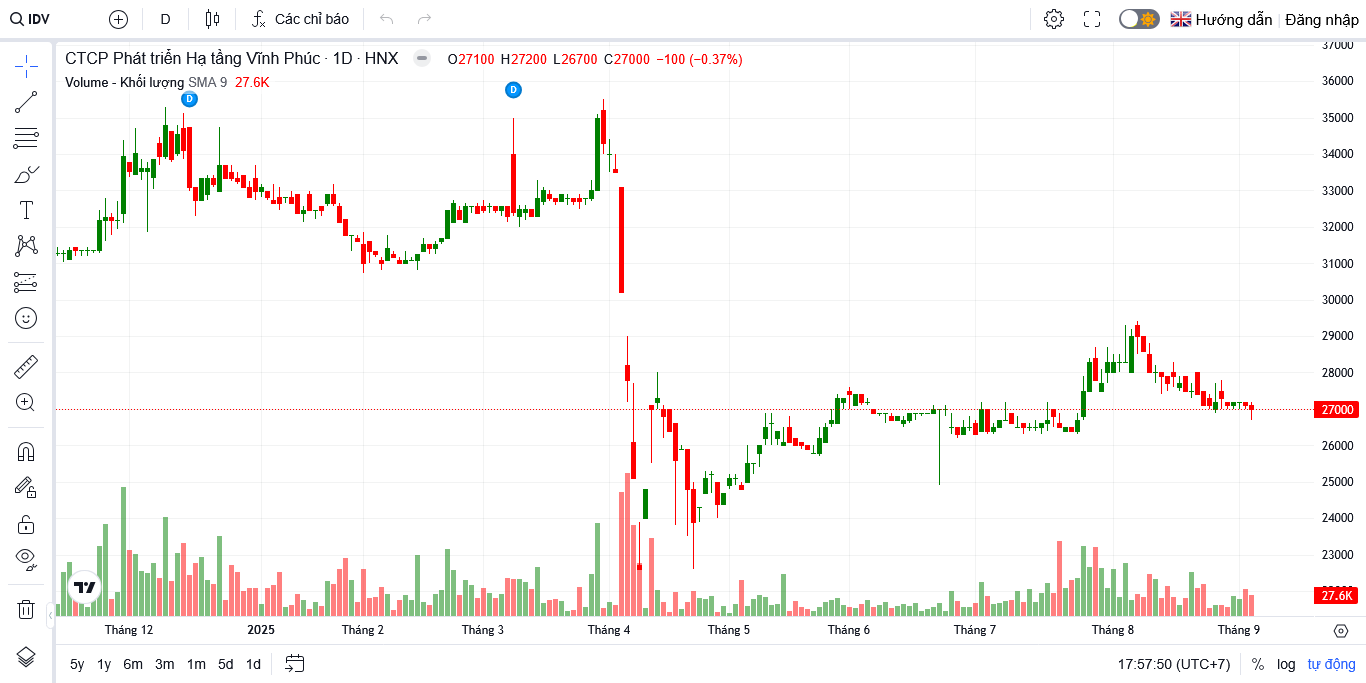 IDV D Các chỉ báo Hướng dẫn Đăng nhập
CTCP Phát triển Hạ tầng Vĩnh Phúc · 1D · HNX O27100 H27200 L26700 C27000 −100 (−0.37%)
Volume - Khối lượng SMA 9 27.6K
D
D
37000
36000
35000
34000
33000
32000
31000
30000
29000
28000
27000
26000
25000
24000
23000
27.6K
Tháng 12 2025 Tháng 2 Tháng 3 Tháng 4 Tháng 5 Tháng 6 Tháng 7 Tháng 8 Tháng 9
5y 1y 6m 3m 1m 5d 1d 17:57:50 (UTC+7) % log tự động